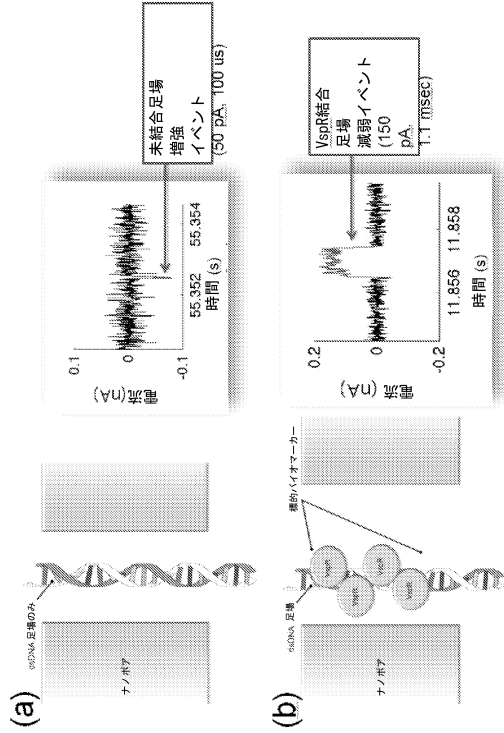 (a)
dsDNA 足場のみ
ナノポア
電流(nA)
0.1
0
-0.1
55.352
55.354
時間 (s)
未結合足場
増強
イベント
(50 pA, 100 us)
(b)
dsDNA 足場
標的バイオマーカー
VspR
VspR
VspR
VspR
ナノポア
電流(nA)
0.2
0
-0.2
11.856
11.858
時間 (s)
VspR結合
足場
減弱イベント
(150
pA,
1.1 msec)